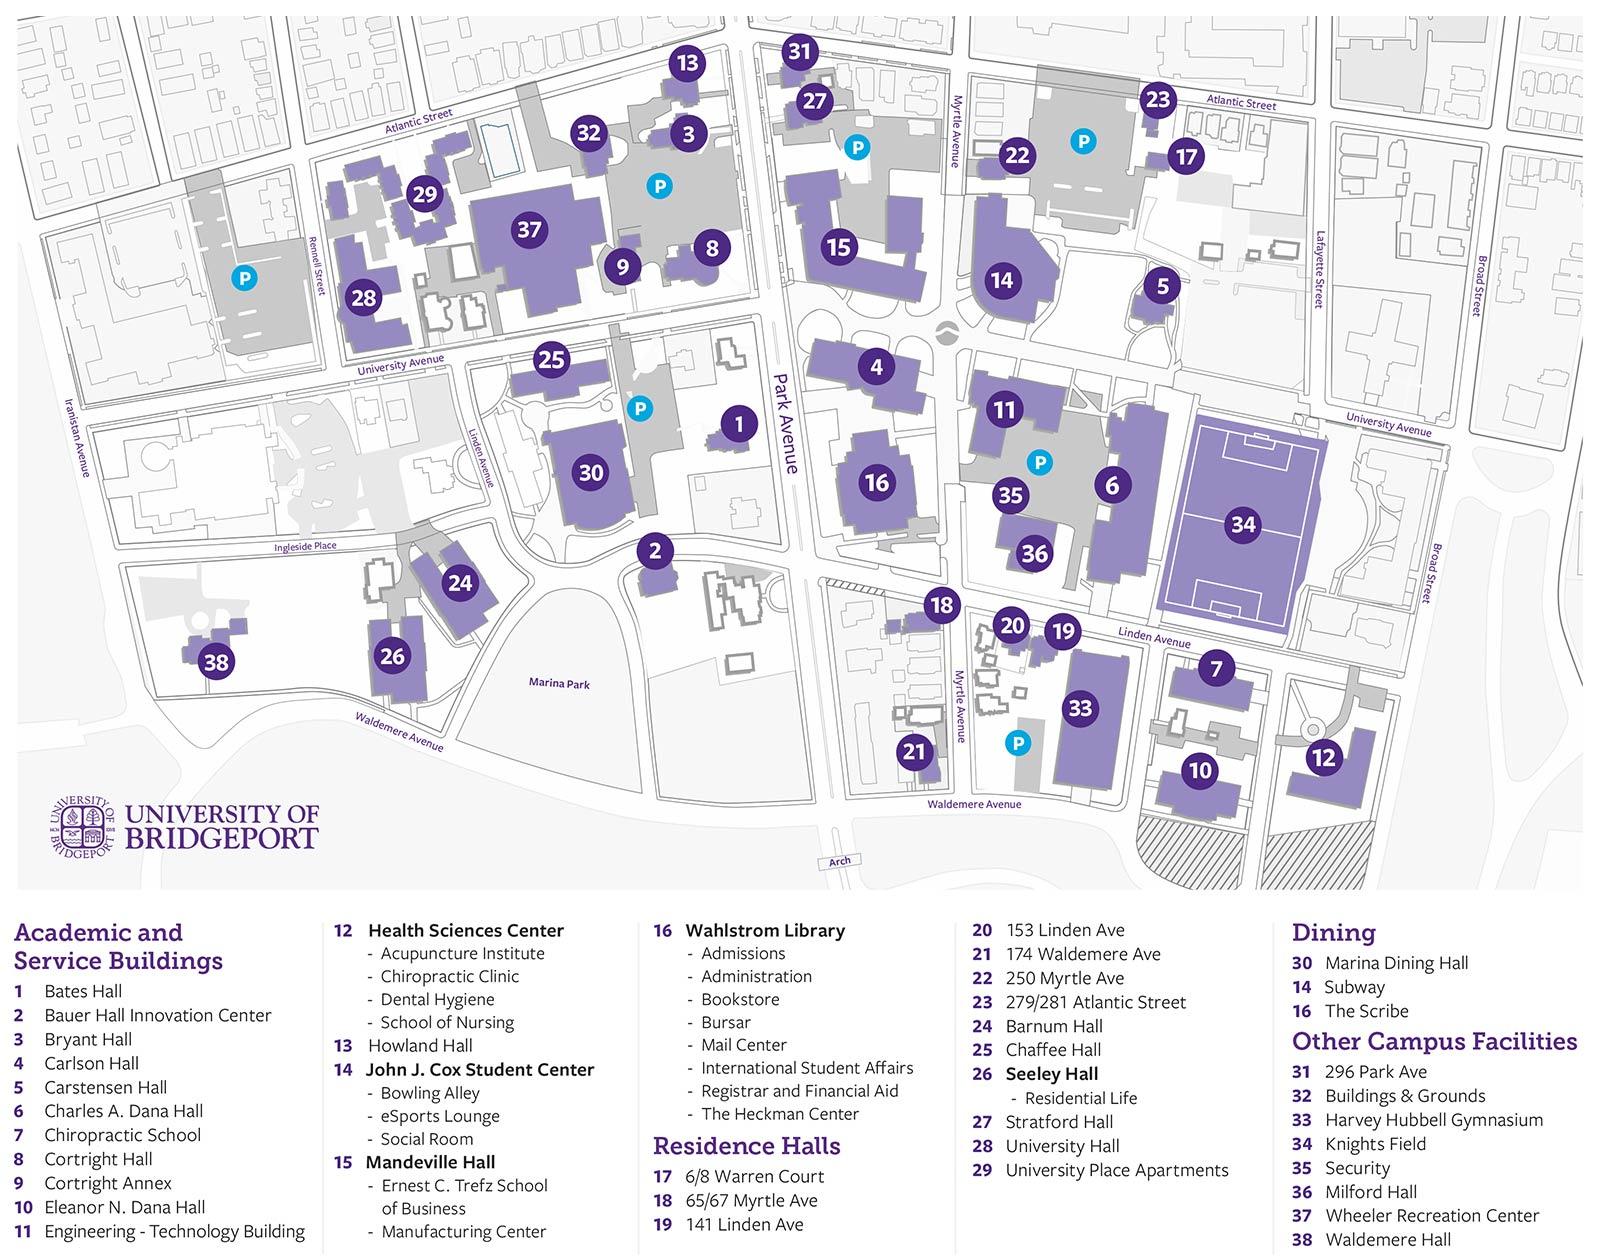 31
13
27
23
Atlantic Street
Myrtle Avenue
Atlantic Street
32
3
P
P
22
17
P
29
37
15
8
9
14
5
Rennell Street
P
28
Lafayette Street
Broad Street
University Avenue
25
4
Park Avenue
P
1
11
Iranistan Avenue
University Avenue
Linden Avenue
30
16
P
6
35
34
36
Ingleside Place
2
24
Broad Street
18
20
19
Linden Avenue
38
26
7
Marina Park
Myrtle Avenue
33
Waldemere Avenue
21
P
12
10
Waldemere Avenue
Arch
UNIVERSITY OF
BRIDGEPORT
UNIVERSITY OF
BRIDGEPORT
Academic and
Service Buildings
1 Bates Hall
2 Bauer Hall Innovation Center
3 Bryant Hall
4 Carlson Hall
5 Carstensen Hall
6 Charles A. Dana Hall
7 Chiropractic School
8 Cortright Hall
9 Cortright Annex
10 Eleanor N. Dana Hall
11 Engineering - Technology Building
12 Health Sciences Center
- Acupuncture Institute
- Chiropractic Clinic
- Dental Hygiene
- School of Nursing
13 Howland Hall
14 John J. Cox Student Center
- Bowling Alley
- eSports Lounge
- Social Room
15 Mandeville Hall
- Ernest C. Trefz School
of Business
- Manufacturing Center
16 Wahlstrom Library
- Admissions
- Administration
- Bookstore
- Bursar
- Mail Center
- International Student Affairs
- Registrar and Financial Aid
- The Heckman Center
Residence Halls
17 6/8 Warren Court
18 65/67 Myrtle Ave
19 141 Linden Ave
20 153 Linden Ave
21 174 Waldemere Ave
22 250 Myrtle Ave
23 279/281 Atlantic Street
24 Barnum Hall
25 Chaffee Hall
26 Seeley Hall
- Residential Life
27 Stratford Hall
28 University Hall
29 University Place Apartments
Dining
30 Marina Dining Hall
14 Subway
16 The Scribe
Other Campus Facilities
31 296 Park Ave
32 Buildings & Grounds
33 Harvey Hubbell Gymnasium
34 Knights Field
35 Security
36 Milford Hall
37 Wheeler Recreation Center
38 Waldemere Hall